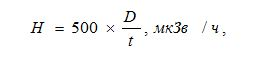 H = 500 × D/t, мкЗв /ч,